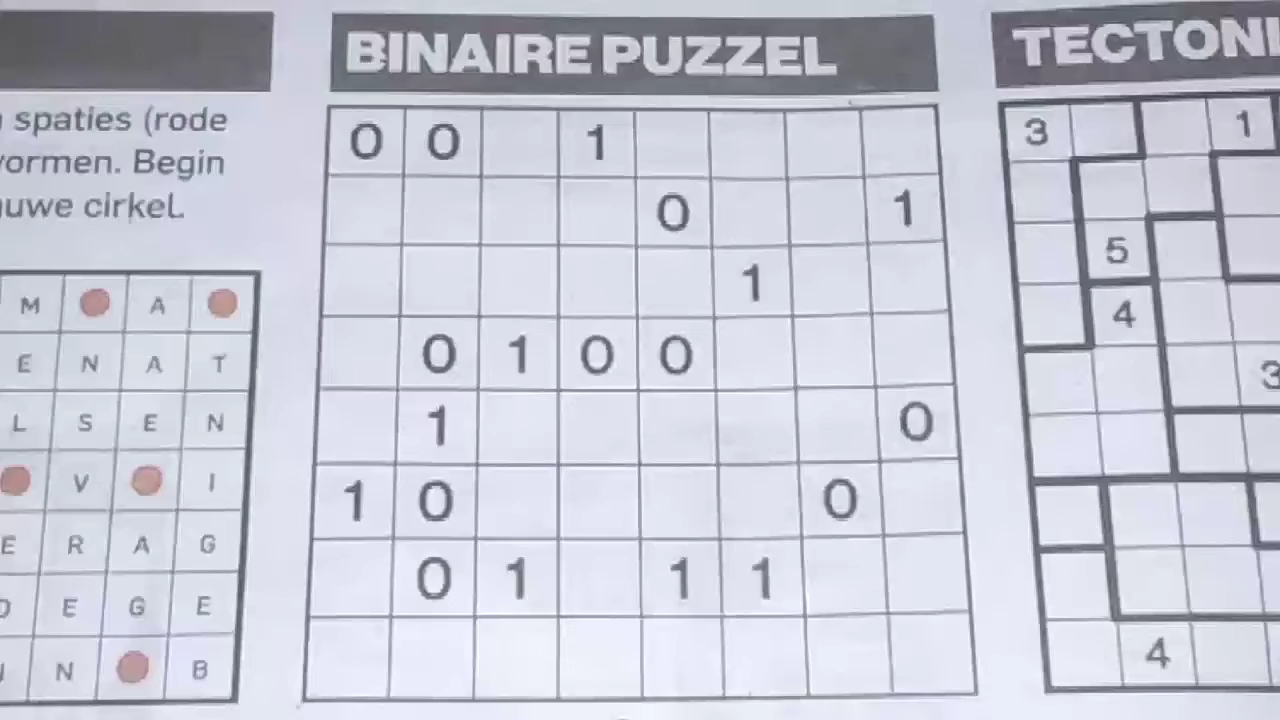 BINAIRE PUZZEL
TECTONI
spaties (rode
vormen. Begin
cirkel.
0 0 1
0 1
1
0 1 0 0
1 0
1 0 0
0 1 1 1
M A
E N A T
L S E N
V I
E R A G
E G E
N B
3 1
5
4
3
4